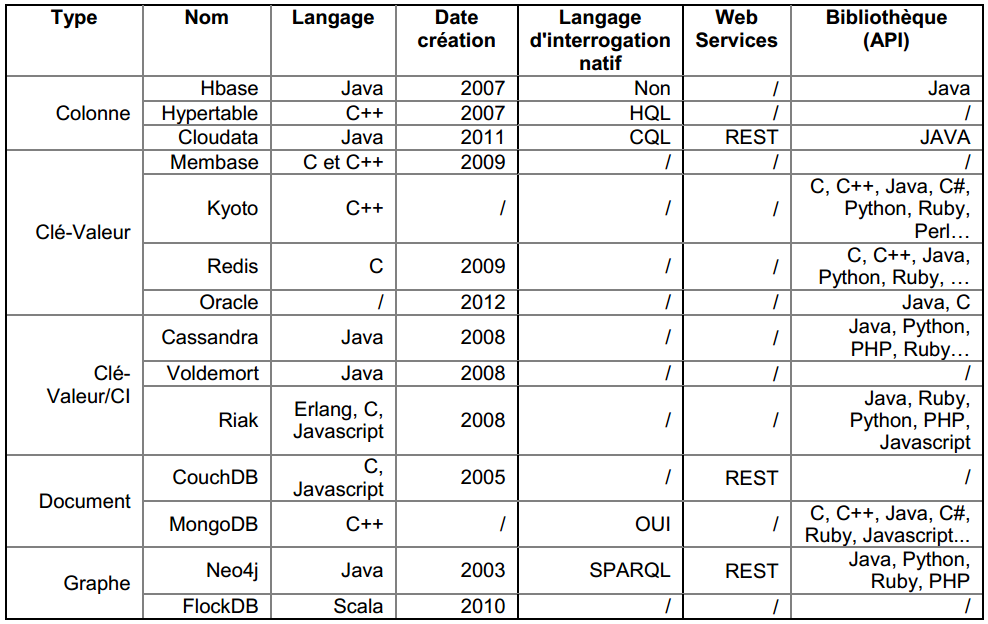 Type Nom Langage Date création Langage d'interrogation natif Web Services Bibliothèque (API)
Colonne Hbase Java 2007 Non / Java
Hypertable C++ 2007 HQL / /
Cloudata Java 2011 CQL REST JAVA
Clé-Valeur Membase C et C++ 2009 / / /
Kyoto C++ / / / C, C++, Java, C#, Python, Ruby, Perl…
Redis C 2009 / / C, C++, Java, Python, Ruby, …
Oracle / 2012 / / Java, C
Clé-Valeur/CI Cassandra Java 2008 / / Java, Python, PHP, Ruby…
Voldemort Java 2008 / / /
Riak Erlang, C, Javascript 2008 / / Java, Ruby, Python, PHP, Javascript
Document CouchDB C, Javascript 2005 / REST /
MongoDB C++ / OUI / C, C++, Java, C#, Ruby, Javascript...
Graphe Neo4j Java 2003 SPARQL REST Java, Python, Ruby, PHP
FlockDB Scala 2010 / / /